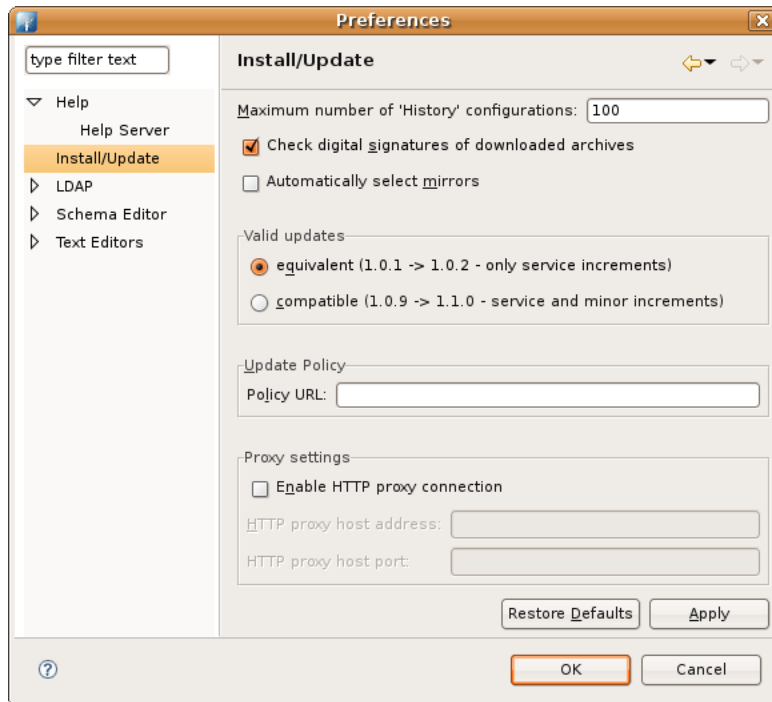 Preferences
type filter text
Help
Help Server
Install/Update
LDAP
Schema Editor
Text Editors
Install/Update
Maximum number of 'History' configurations: 100
Check digital signatures of downloaded archives
Automatically select mirrors
Valid updates
equivalent (1.0.1 -> 1.0.2 - only service increments)
compatible (1.0.9 -> 1.1.0 - service and minor increments)
Update Policy
Policy URL:
Proxy settings
Enable HTTP proxy connection
HTTP proxy host address:
HTTP proxy host port:
Restore Defaults Apply
OK Cancel